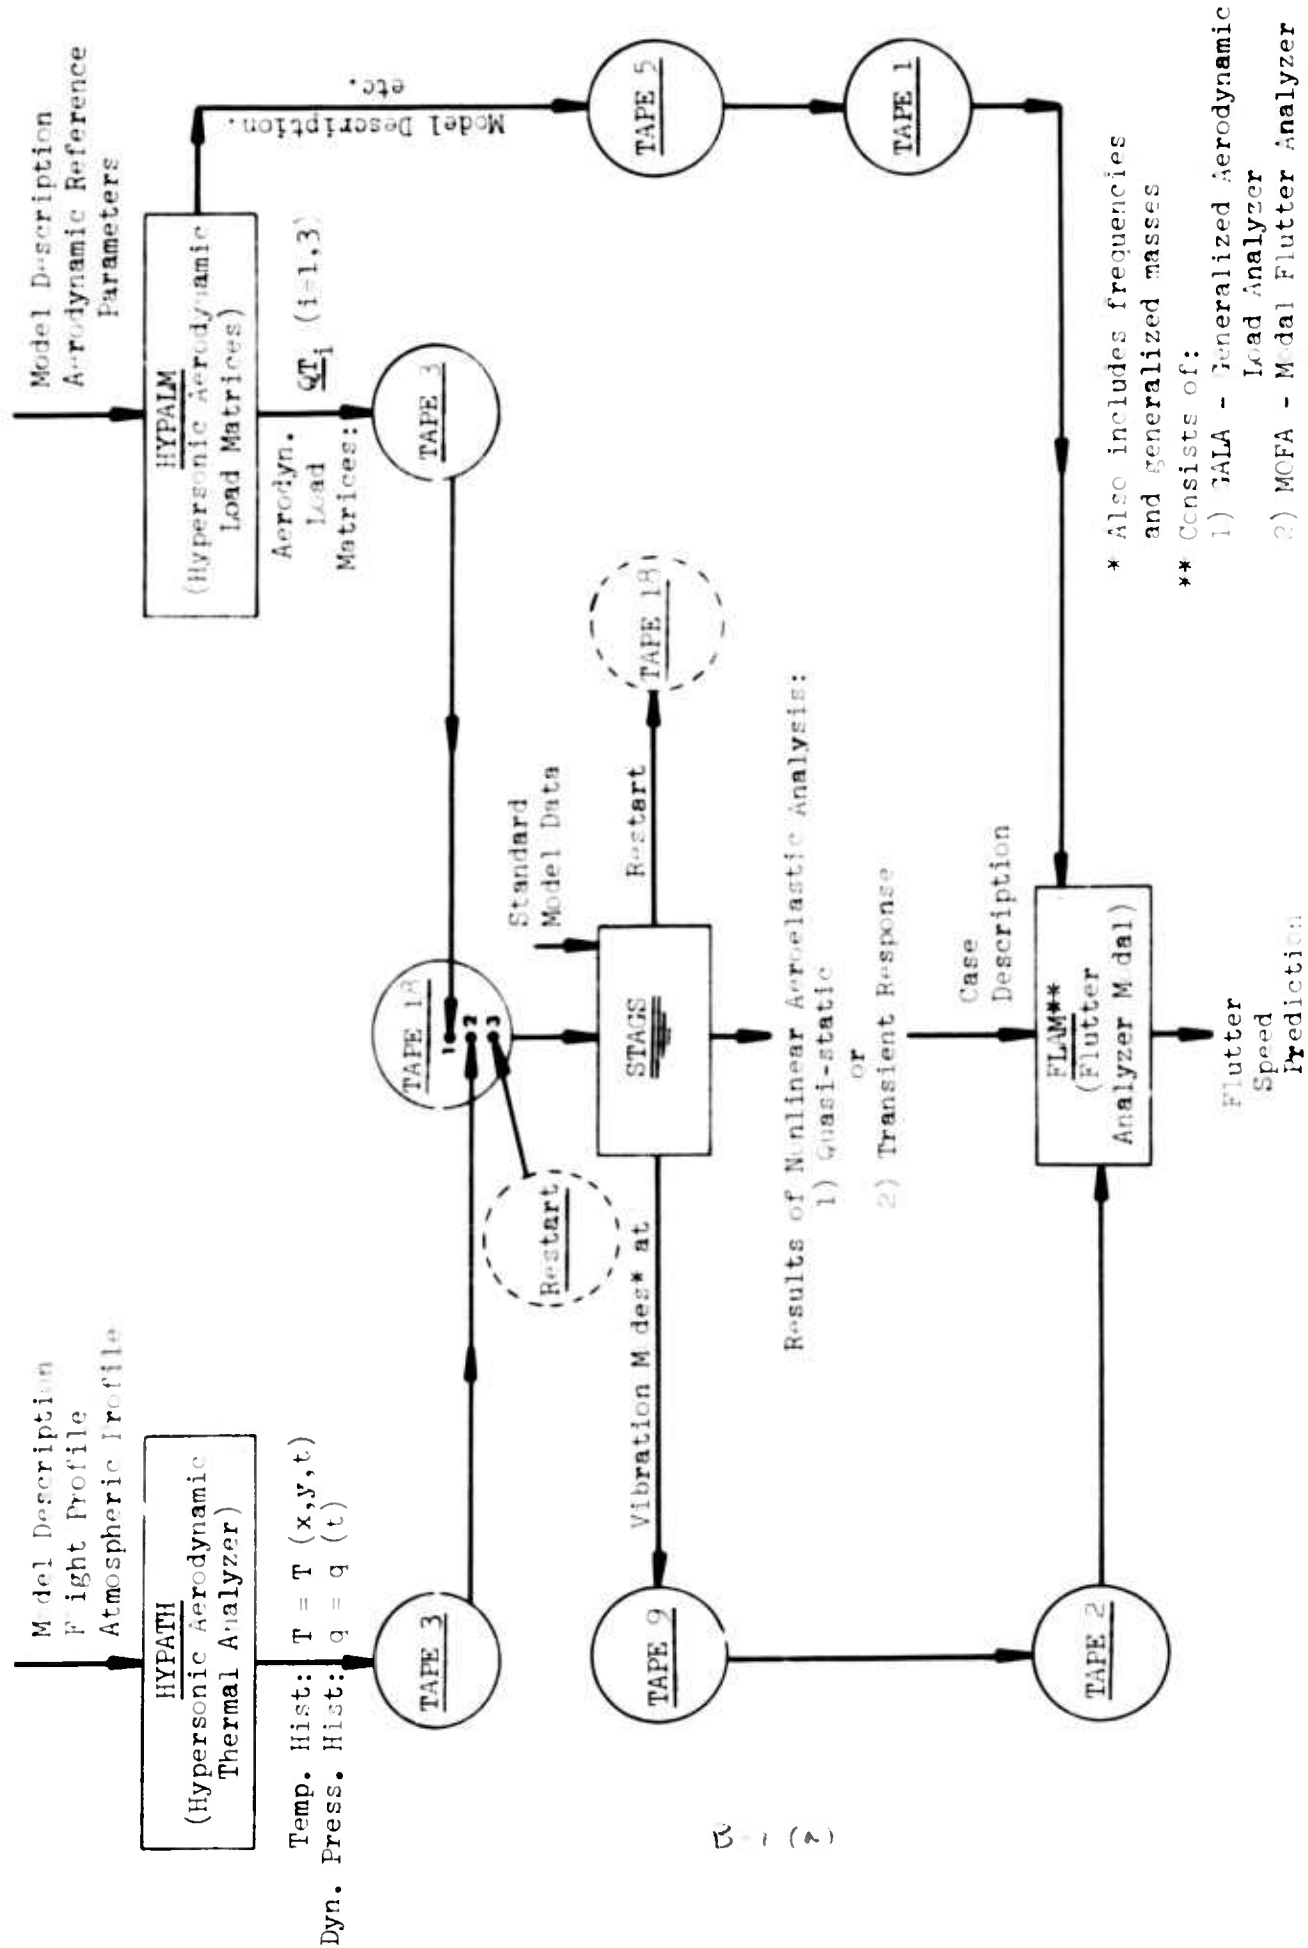 Model Description
Flight Profile
Atmospheric Profile
HYPATH
(Hypersonic Aerodynamic
Thermal Analyzer)
Temp. Hist: T = T (x,y,t)
Dyn. Press. Hist: q = q (t)
TAPE 3
Model Description
Aerodynamic Reference
Parameters
HYPALM
(Hypersonic Aerodynamic
Load Matrices)
Aerodyn.
Load
Matrices:
QTi (i=1,3)
TAPE 3
Model Description.
etc.
TAPE 5
TAPE 1
TAPE 18
1
2
3
Restart
Standard
Model Data
STAGS
Restart
TAPE 18
Vibration Modes* at
TAPE 9
Results of Nonlinear Aeroelastic Analysis:
1) Quasi-static
or
2) Transient Response
Case
Description
TAPE 2
FLAM**
(Flutter
Analyzer Modal)
Flutter
Speed
Prediction
* Also includes frequencies
and generalized masses
** Consists of:
1) GALA - Generalized Aerodynamic
Load Analyzer
2) MOFA - Modal Flutter Analyzer
B-1 (a)